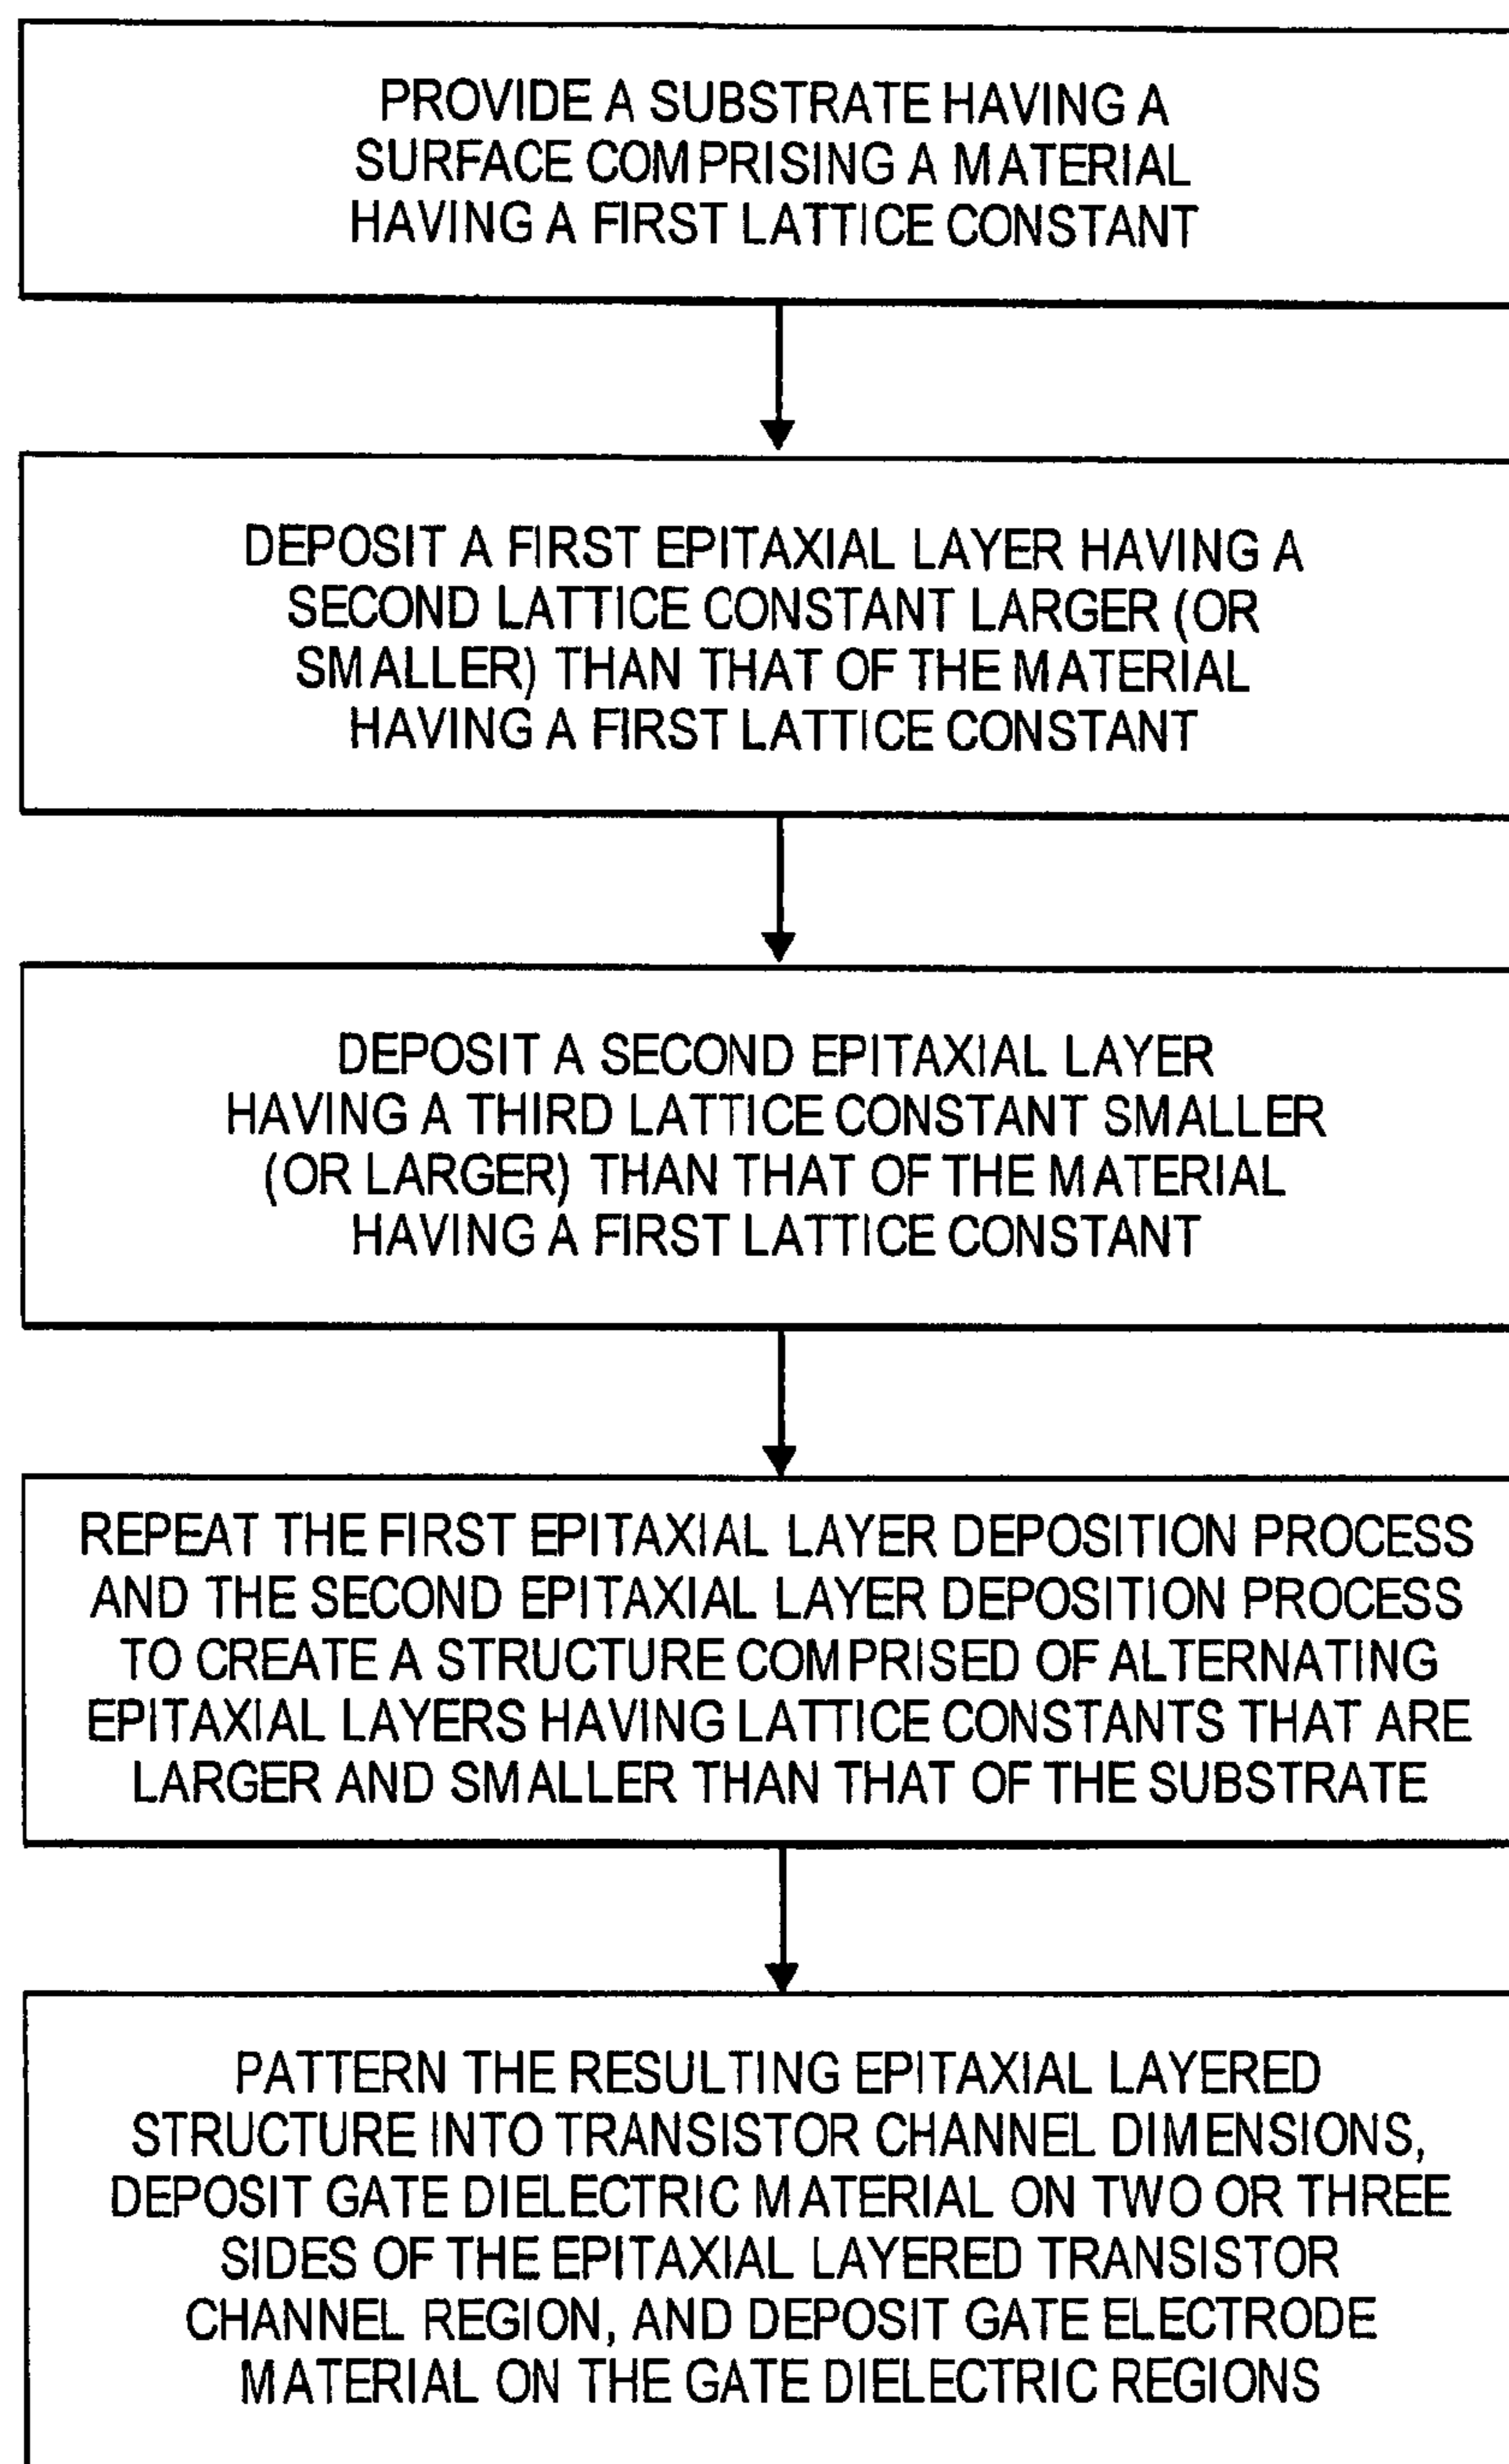 PROVIDE A SUBSTRATE HAVING A
SURFACE COMPRISING A MATERIAL
HAVING A FIRST LATTICE CONSTANT
DEPOSIT A FIRST EPITAXIAL LAYER HAVING A
SECOND LATTICE CONSTANT LARGER (OR
SMALLER) THAN THAT OF THE MATERIAL
HAVING A FIRST LATTICE CONSTANT
DEPOSIT A SECOND EPITAXIAL LAYER
HAVING A THIRD LATTICE CONSTANT SMALLER
(OR LARGER) THAN THAT OF THE MATERIAL
HAVING A FIRST LATTICE CONSTANT
REPEAT THE FIRST EPITAXIAL LAYER DEPOSITION PROCESS
AND THE SECOND EPITAXIAL LAYER DEPOSITION PROCESS
TO CREATE A STRUCTURE COMPRISED OF ALTERNATING
EPITAXIAL LAYERS HAVING LATTICE CONSTANTS THAT ARE
LARGER AND SMALLER THAN THAT OF THE SUBSTRATE
PATTERN THE RESULTING EPITAXIAL LAYERED
STRUCTURE INTO TRANSISTOR CHANNEL DIMENSIONS,
DEPOSIT GATE DIELECTRIC MATERIAL ON TWO OR THREE
SIDES OF THE EPITAXIAL LAYERED TRANSISTOR
CHANNEL REGION, AND DEPOSIT GATE ELECTRODE
MATERIAL ON THE GATE DIELECTRIC REGIONS